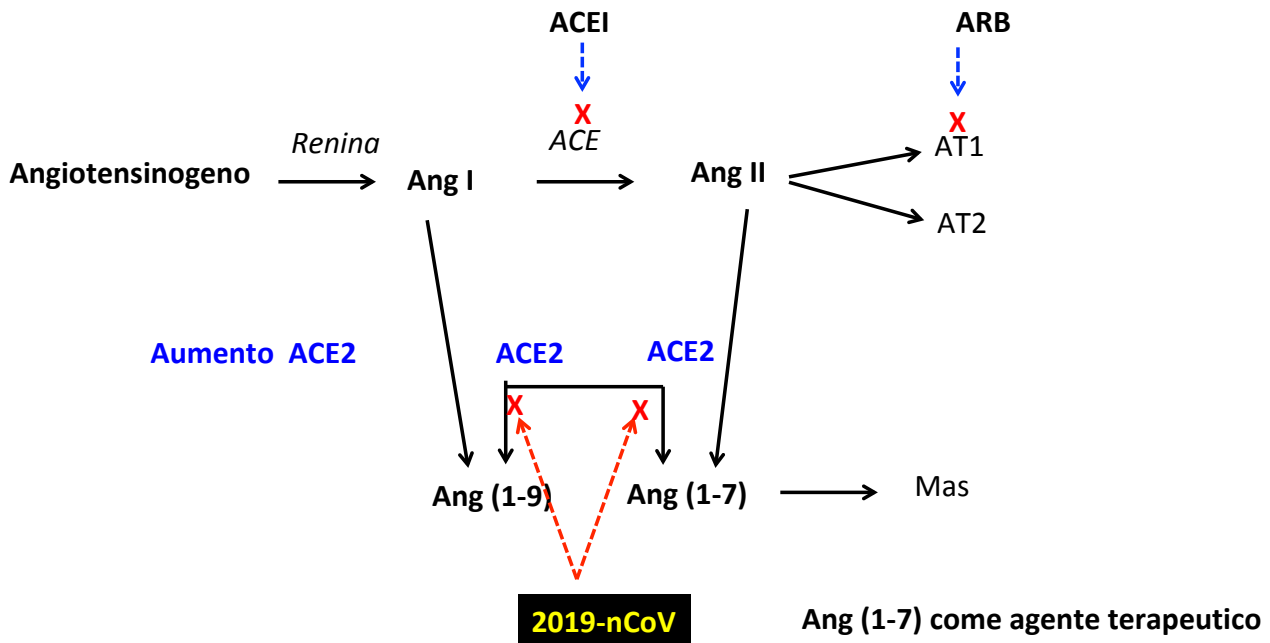 ACEI
ARB
X
X
Renina
ACE
AT1
Angiotensinogeno
Ang I
Ang II
AT2
Aumento ACE2
ACE2
ACE2
X
X
Ang (1-9)
Ang (1-7)
Mas
2019-nCoV
Ang (1-7) come agente terapeutico